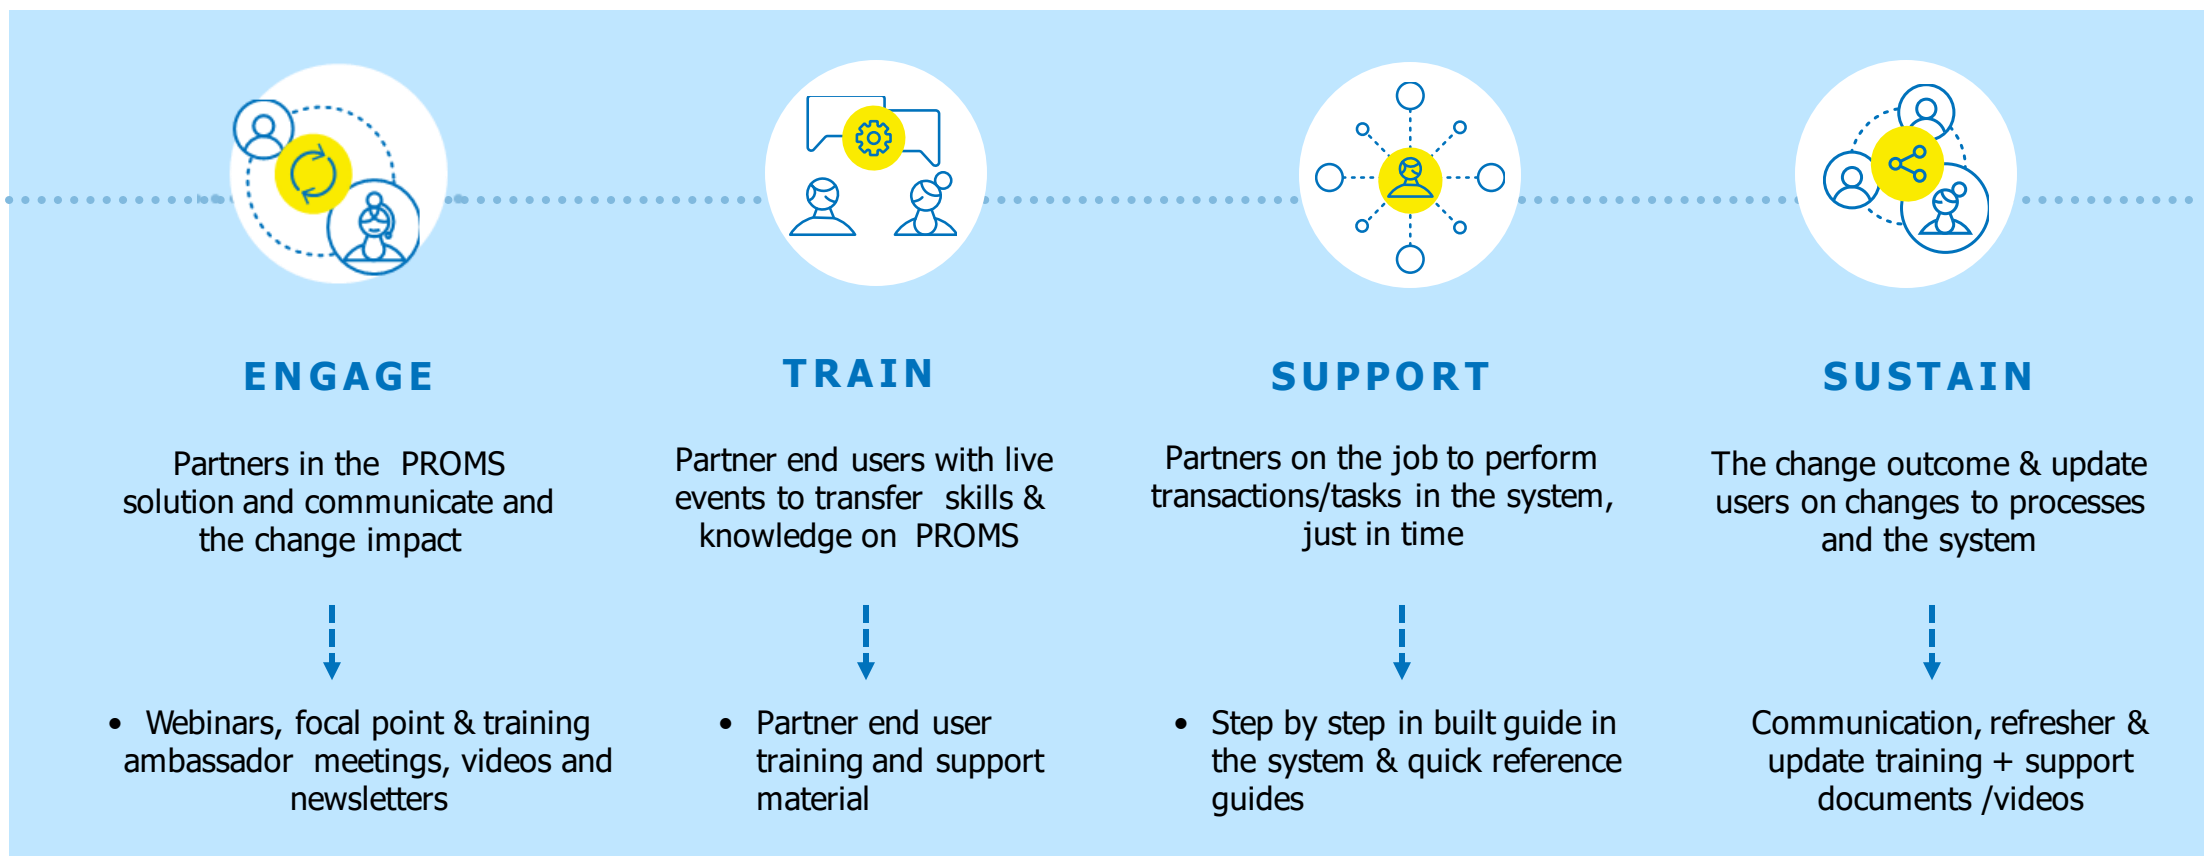 ENGAGE
Partners in the PROMS
solution and communicate and
the change impact
• Webinars, focal point & training
ambassador meetings, videos and
newsletters
TRAIN
Partner end users with live
events to transfer skills &
knowledge on PROMS
• Partner end user
training and support
material
SUPPORT
Partners on the job to perform
transactions/tasks in the system,
just in time
• Step by step in built guide in
the system & quick reference
guides
SUSTAIN
The change outcome & update
users on changes to processes
and the system
Communication, refresher &
update training + support
documents /videos